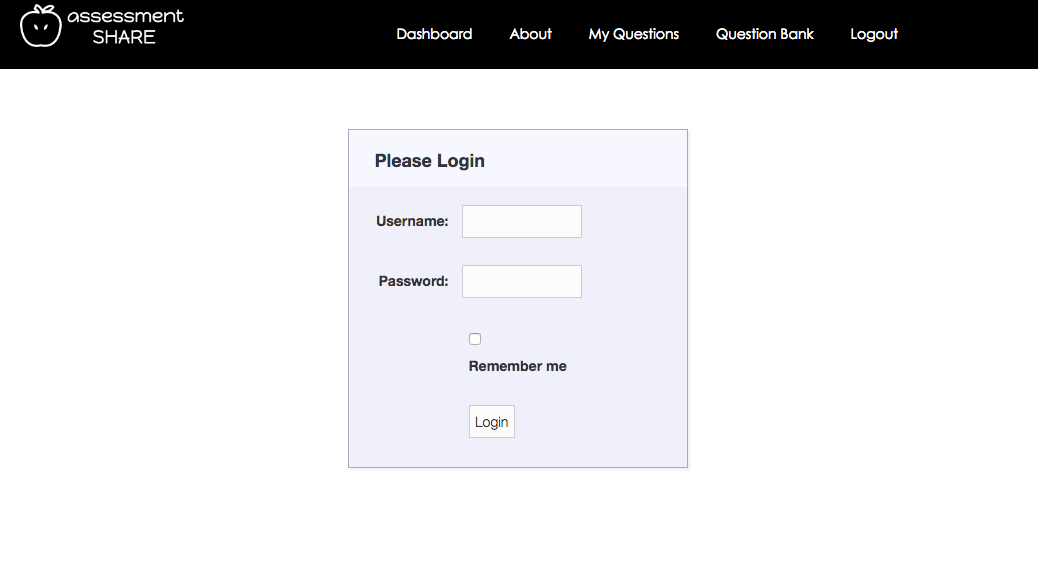 assessment
SHARE
Dashboard About My Questions Question Bank Logout
Please Login
Username:
Password:
Remember me
Login